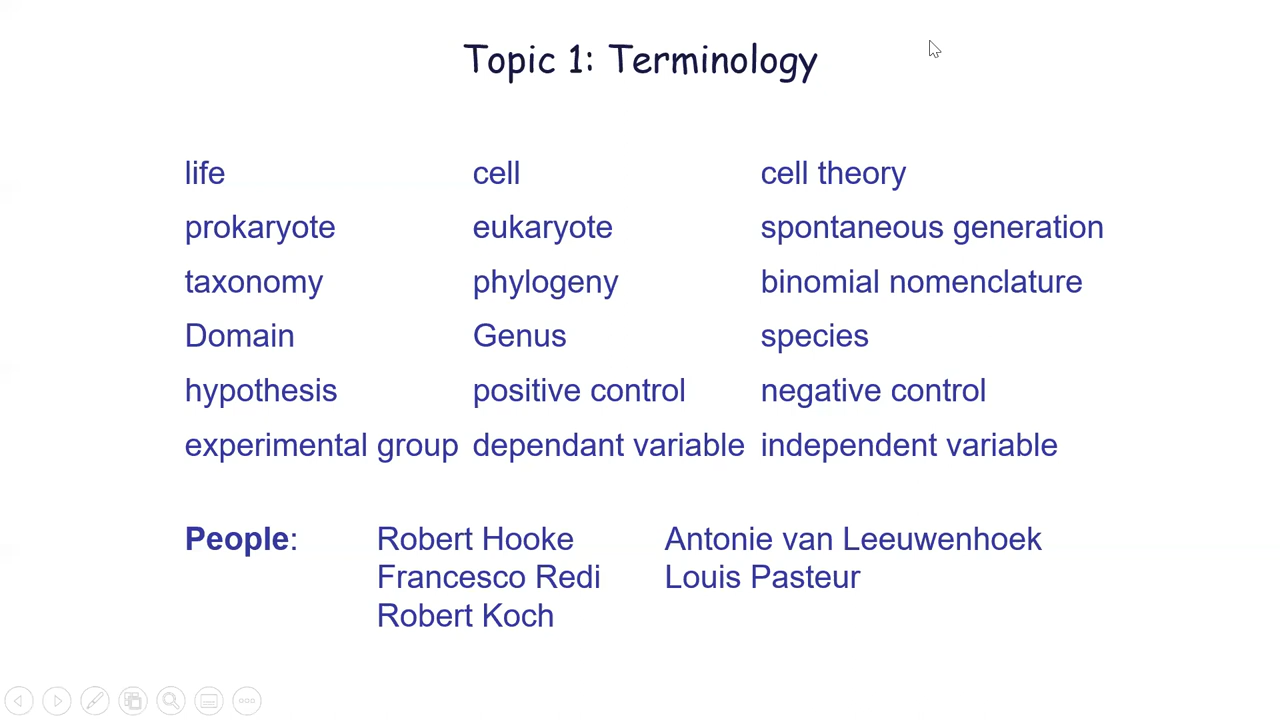 Topic 1: Terminology
life cell cell theory
prokaryote eukaryote spontaneous generation
taxonomy phylogeny binomial nomenclature
Domain Genus species
hypothesis positive control negative control
experimental group dependant variable independent variable
People: Robert Hooke Antonie van Leeuwenhoek
Francesco Redi Louis Pasteur
Robert Koch